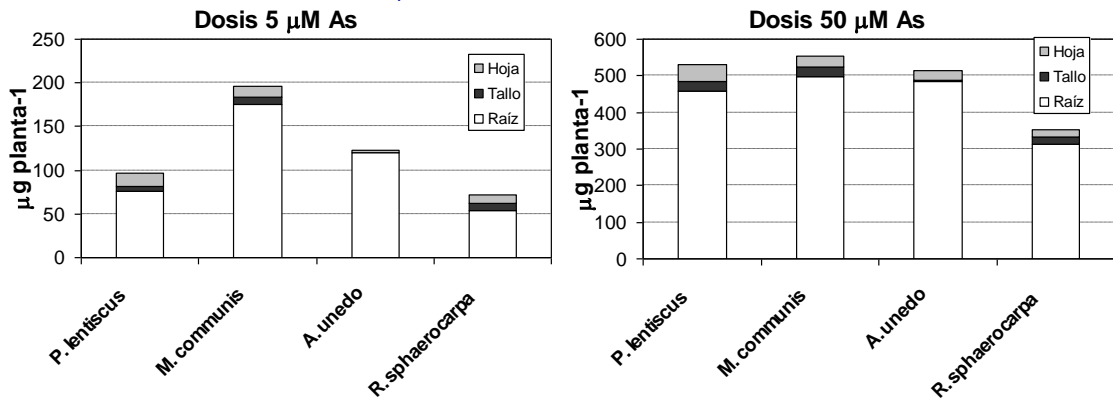 Dosis 5 µM As
250
200
150
100
50
0
µg planta-1
Hoja
Tallo
Raíz
P. lentiscus
M. communis
A. unedo
R. sphaerocarpa
Dosis 50 µM As
600
500
400
300
200
100
0
µg planta-1
Hoja
Tallo
Raíz
P. lentiscus
M. communis
A. unedo
R. sphaerocarpa